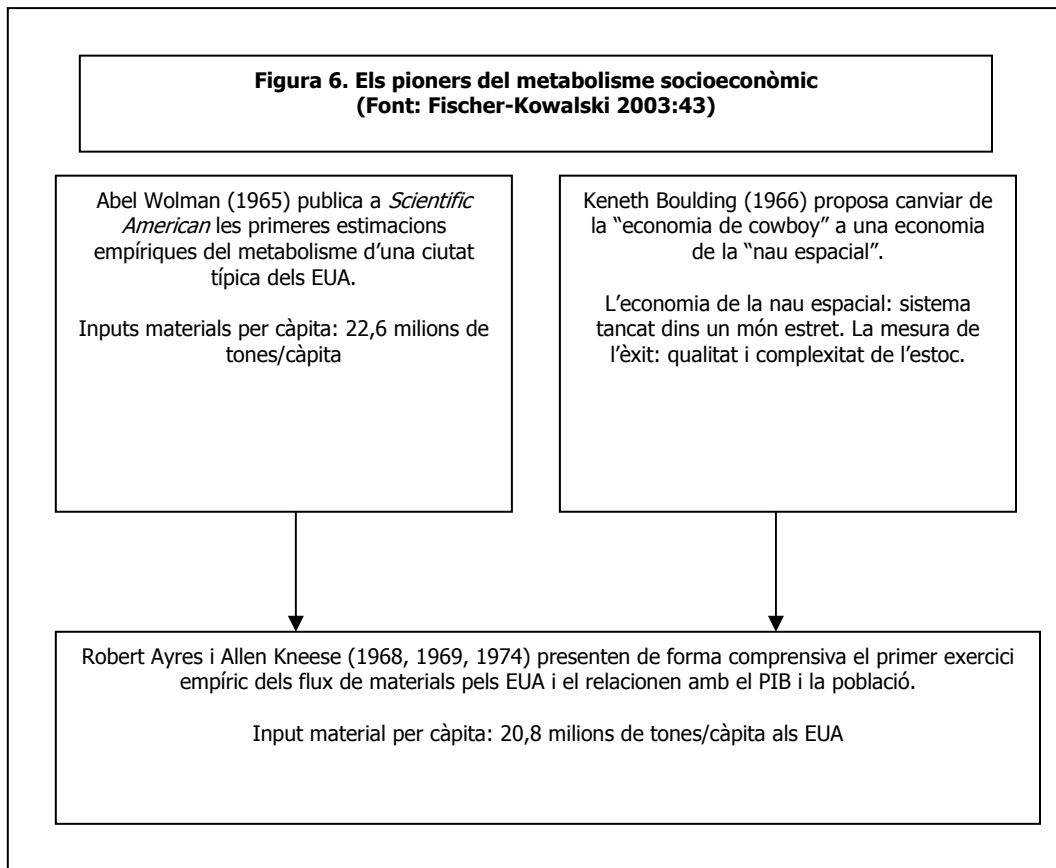 Figura 6. Els pioners del metabolisme socioeconòmic
(Font: Fischer-Kowalski 2003:43)
Abel Wolman (1965) publica a Scientific
American les primeres estimacions
empíriques del metabolisme d’una ciutat
típica dels EUA.
Inputs materials per càpita: 22,6 milions de
tones/càpita
Keneth Boulding (1966) proposa canviar de
la “economia de cowboy” a una economia
de la “nau espacial”.
L’economia de la nau espacial: sistema
tancat dins un món estret. La mesura de
l’èxit: qualitat i complexitat de l’estoc.
Robert Ayres i Allen Kneese (1968, 1969, 1974) presenten de forma comprensiva el primer exercici
empíric dels flux de materials pels EUA i el relacionen amb el PIB i la població.
Input material per càpita: 20,8 milions de tones/càpita als EUA